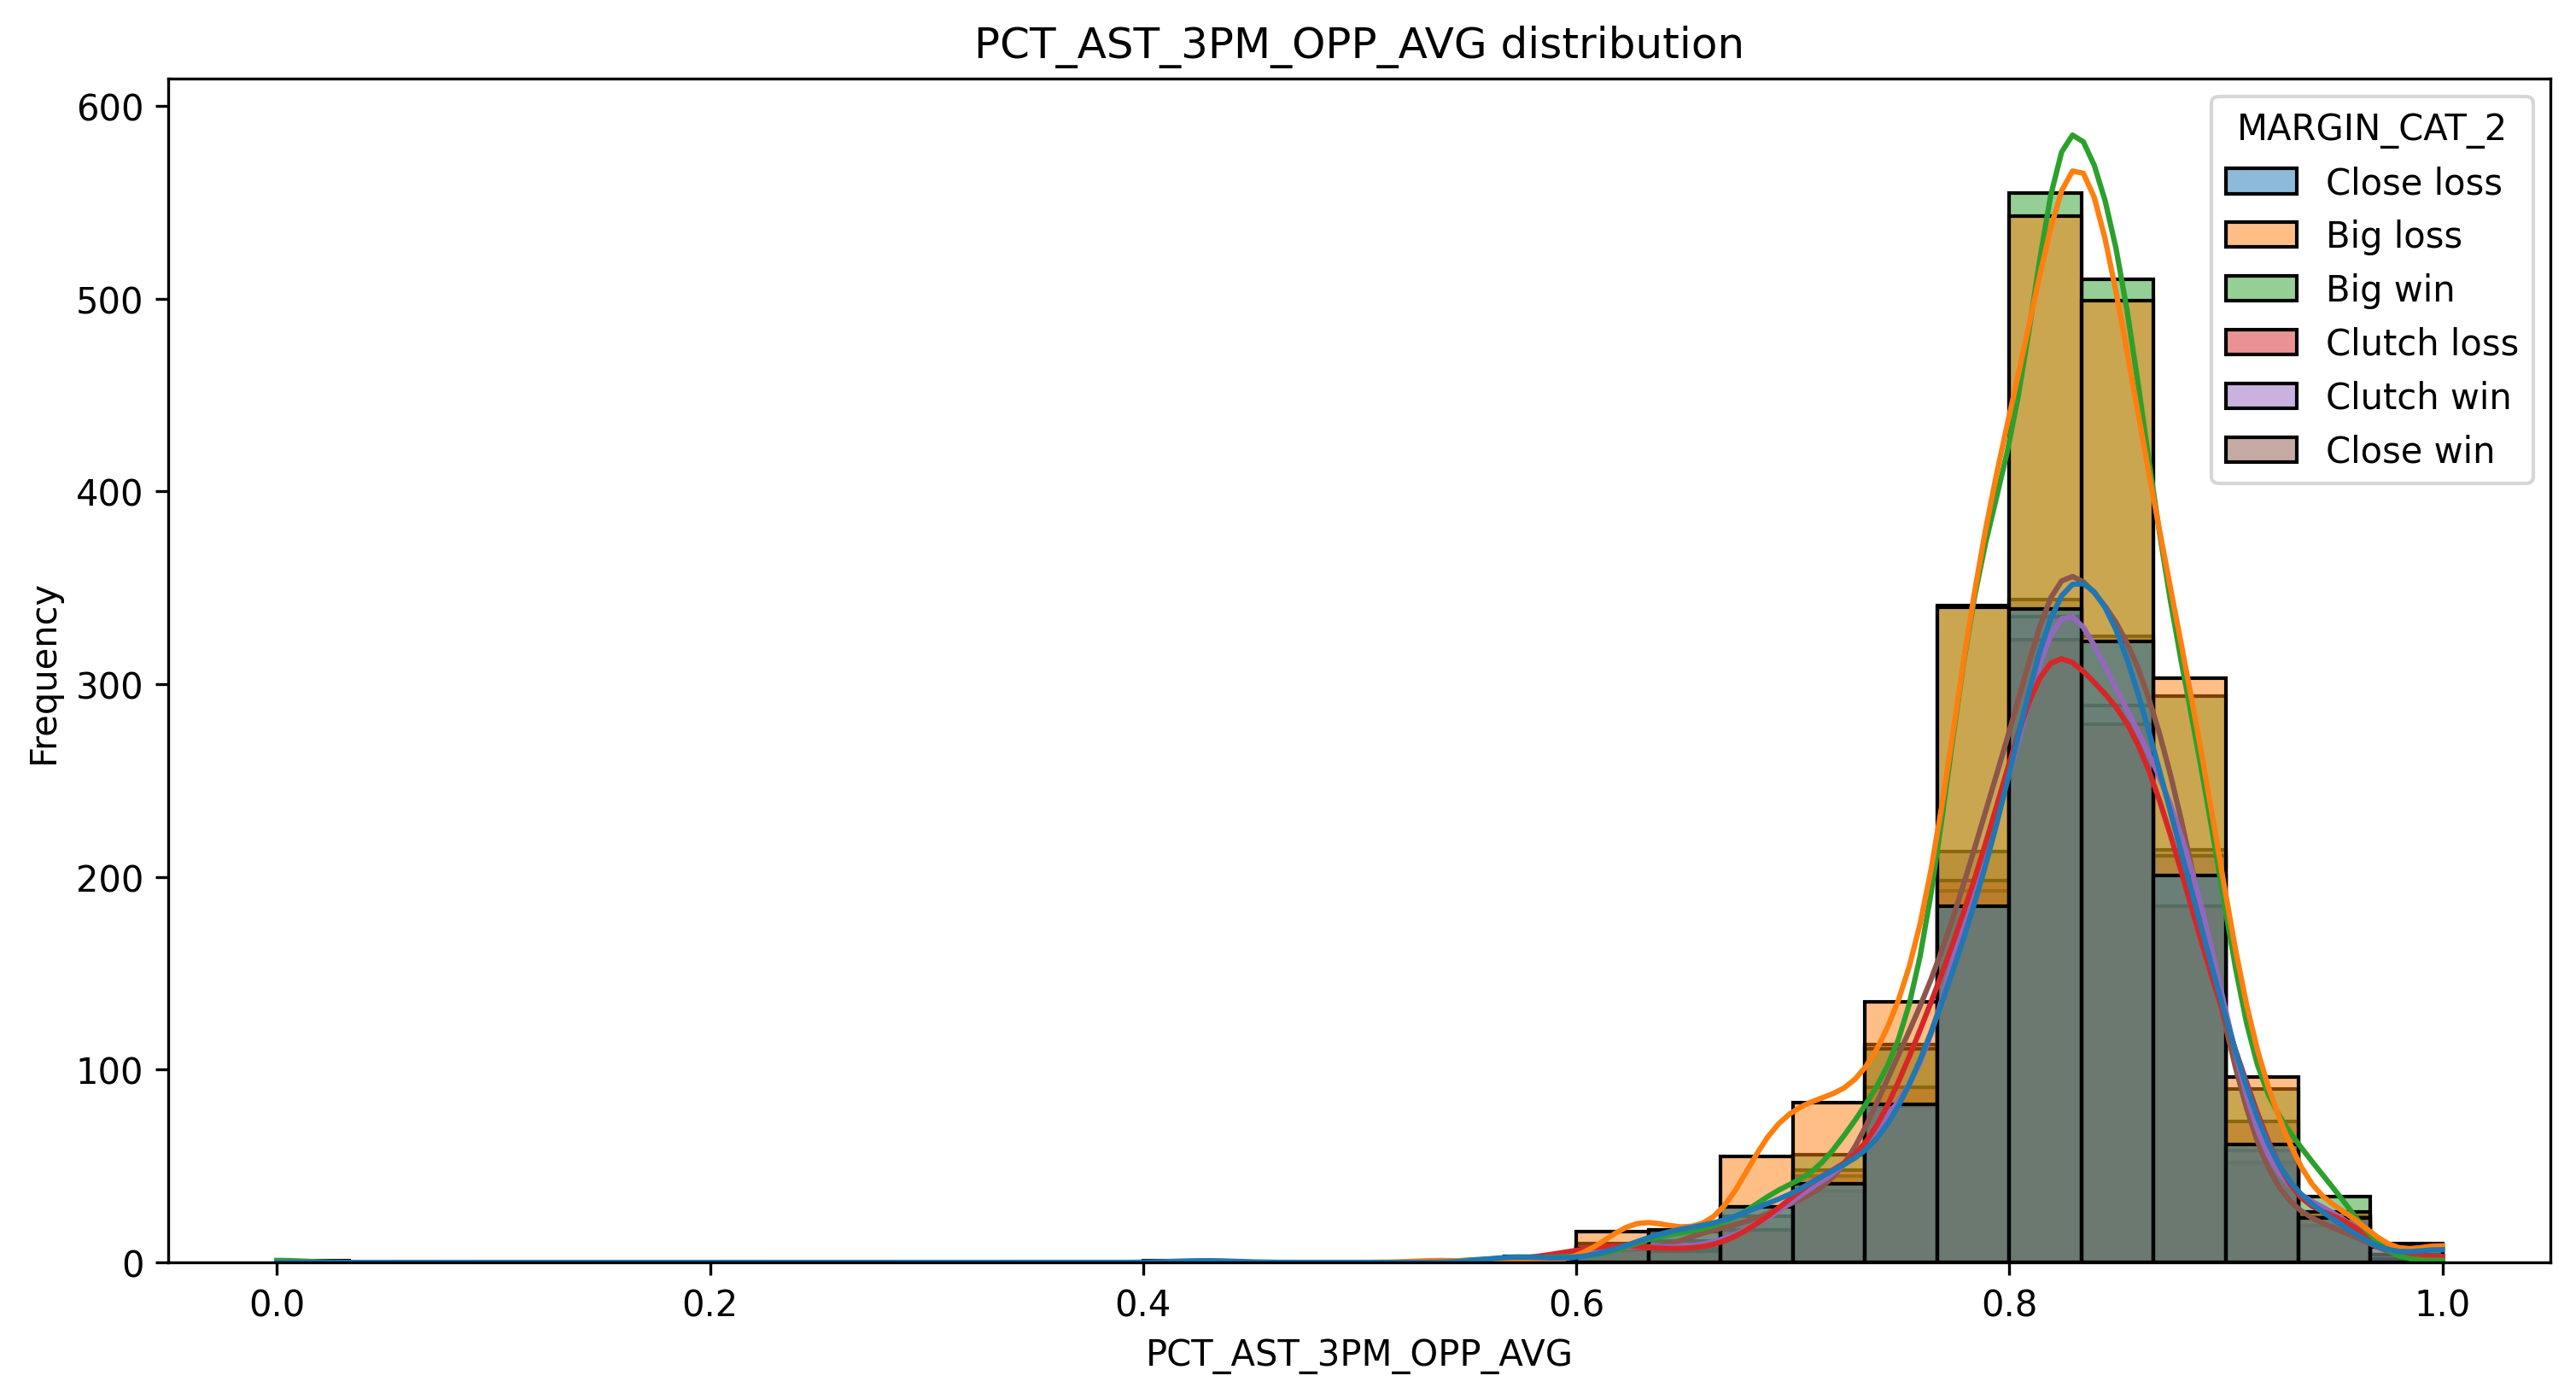 PCT_AST_3PM_OPP_AVG distribution
MARGIN_CAT_2
Close loss
Big loss
Big win
Clutch loss
Clutch win
Close win
Frequency
600
500
400
300
200
100
0
0.0 0.2 0.4 0.6 0.8 1.0
PCT_AST_3PM_OPP_AVG